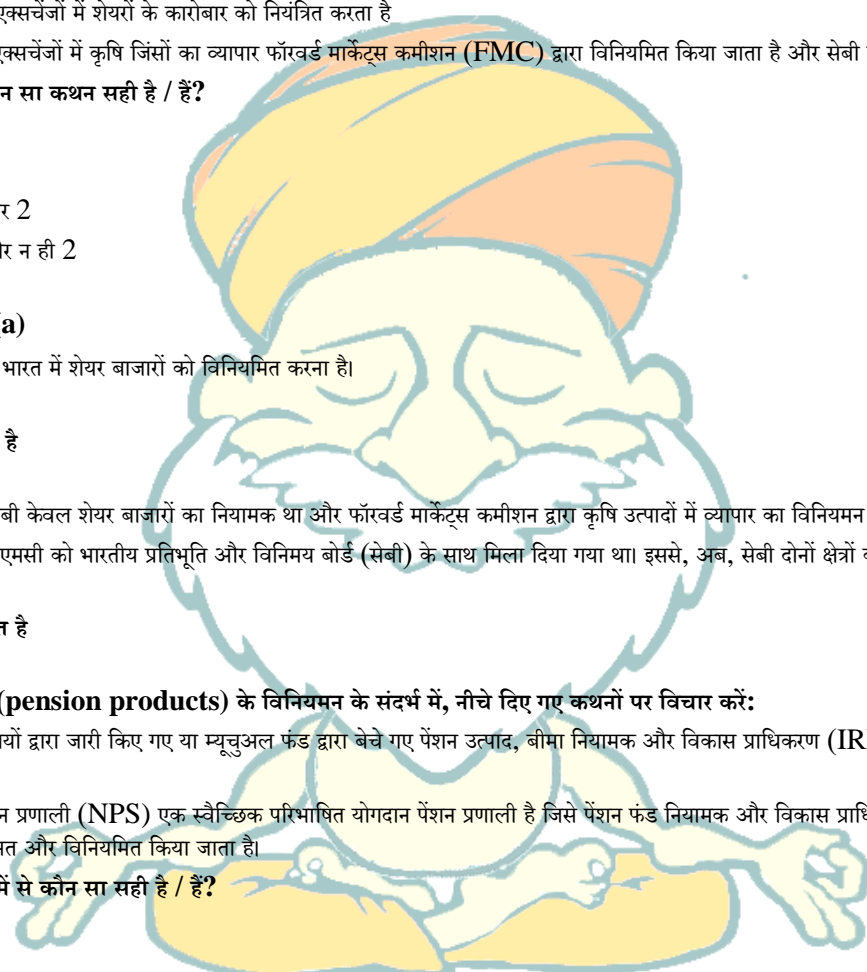 एक्सचेंजों में शेयरों के कारोबार को नियंत्रित करता है
एक्सचेंजों में कृषि जिंसों का व्यापार फॉरवर्ड मार्केट्स कमीशन (FMC) द्वारा विनियमित किया जाता है और सेबी
न सा कथन सही है / हैं?
र 2
र न ही 2
(a)
भारत में शेयर बाजारों को विनियमित करना है।
है
बी केवल शेयर बाजारों का नियामक था और फॉरवर्ड मार्केट्स कमीशन द्वारा कृषि उत्पादों में व्यापार का विनियमन
एमसी को भारतीय प्रतिभूति और विनिमय बोर्ड (सेबी) के साथ मिला दिया गया था। इससे, अब, सेबी दोनों क्षेत्रों
त है
(pension products) के विनियमन के संदर्भ में, नीचे दिए गए कथनों पर विचार करें:
यों द्वारा जारी किए गए या म्यूचुअल फंड द्वारा बेचे गए पेंशन उत्पाद, बीमा नियामक और विकास प्राधिकरण (IR
न प्रणाली (NPS) एक स्वैच्छिक परिभाषित योगदान पेंशन प्रणाली है जिसे पेंशन फंड नियामक और विकास प्राधि
त और विनियमित किया जाता है।
में से कौन सा सही है / हैं?